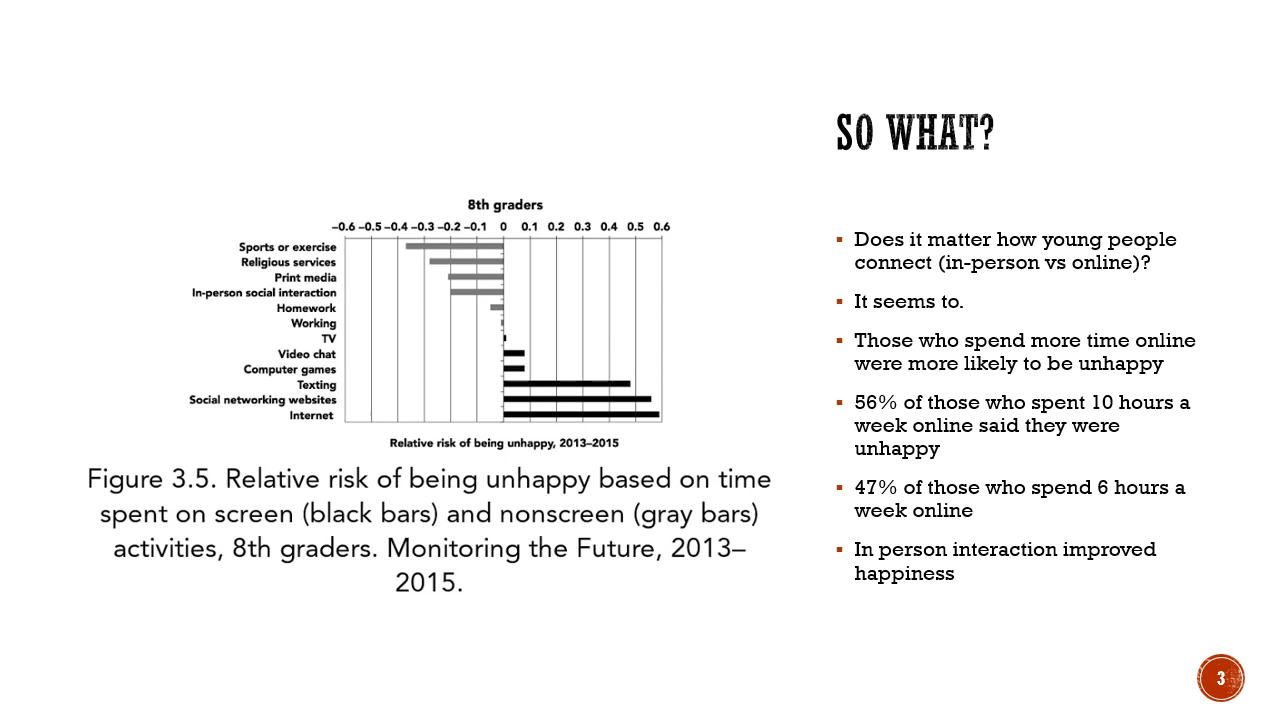 SO WHAT?
8th graders
−0.6 −0.5 −0.4 −0.3 −0.2 −0.1 0 0.1 0.2 0.3 0.4 0.5 0.6
Sports or exercise
Religious services
Print media
In-person social interaction
Homework
Working
TV
Video chat
Computer games
Texting
Social networking websites
Internet
Relative risk of being unhappy, 2013–2015
Figure 3.5. Relative risk of being unhappy based on time
spent on screen (black bars) and nonscreen (gray bars)
activities, 8th graders. Monitoring the Future, 2013–
2015.
▪ Does it matter how young people
connect (in-person vs online)?
▪ It seems to.
▪ Those who spend more time online
were more likely to be unhappy
▪ 56% of those who spent 10 hours a
week online said they were
unhappy
▪ 47% of those who spend 6 hours a
week online
▪ In person interaction improved
happiness
3